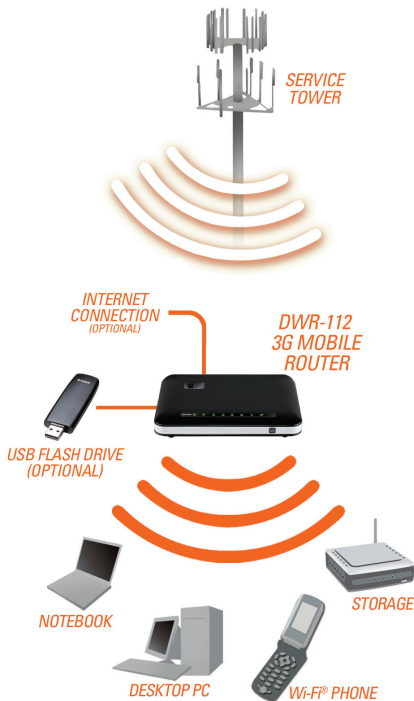 SERVICE
TOWER
INTERNET
CONNECTION
(OPTIONAL)
DWR-112
3G MOBILE
ROUTER
USB FLASH DRIVE
(OPTIONAL)
NOTEBOOK
STORAGE
DESKTOP PC
Wi-Fi® PHONE